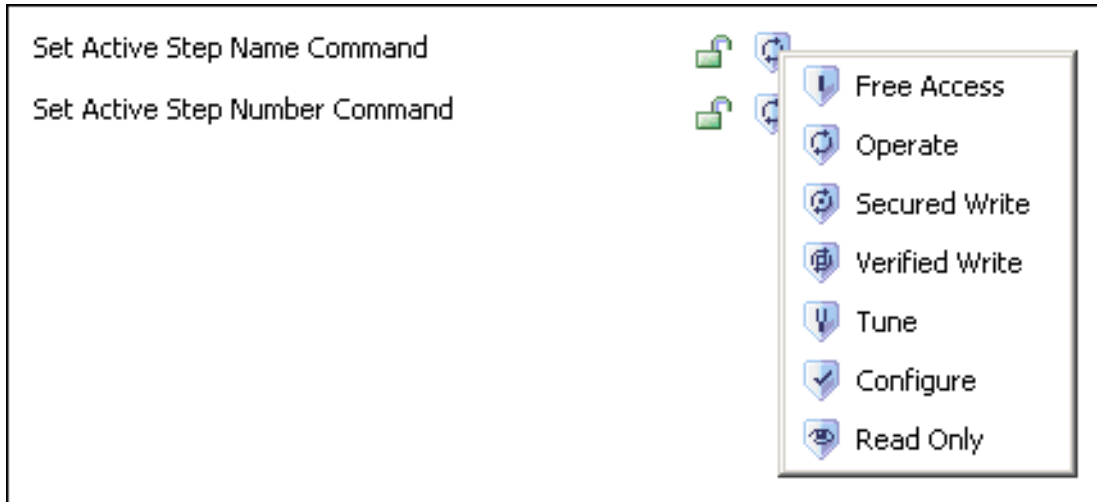 Set Active Step Name Command
Set Active Step Number Command
Free Access
Operate
Secured Write
Verified Write
Tune
Configure
Read Only